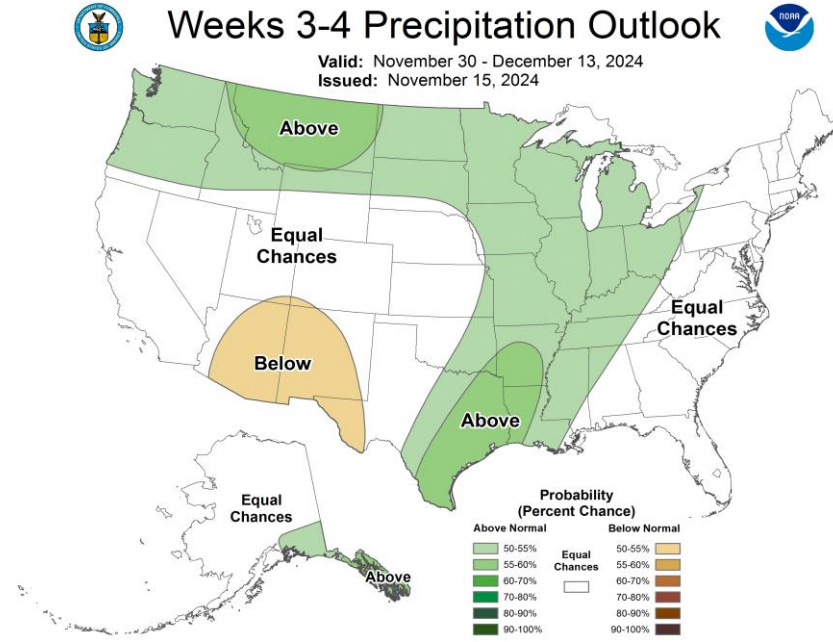 Weeks 3-4 Precipitation Outlook
NOAA
Valid: November 30 - December 13, 2024
Issued: November 15, 2024
Above
Equal
Chances
Equal
Chances
Below
Above
Equal
Chances
Above
Probability
(Percent Chance)
Above Normal
Below Normal
50-55%
55-60%
60-70%
70-80%
80-90%
90-100%
Equal
Chances
50-55%
55-60%
60-70%
70-80%
80-90%
90-100%